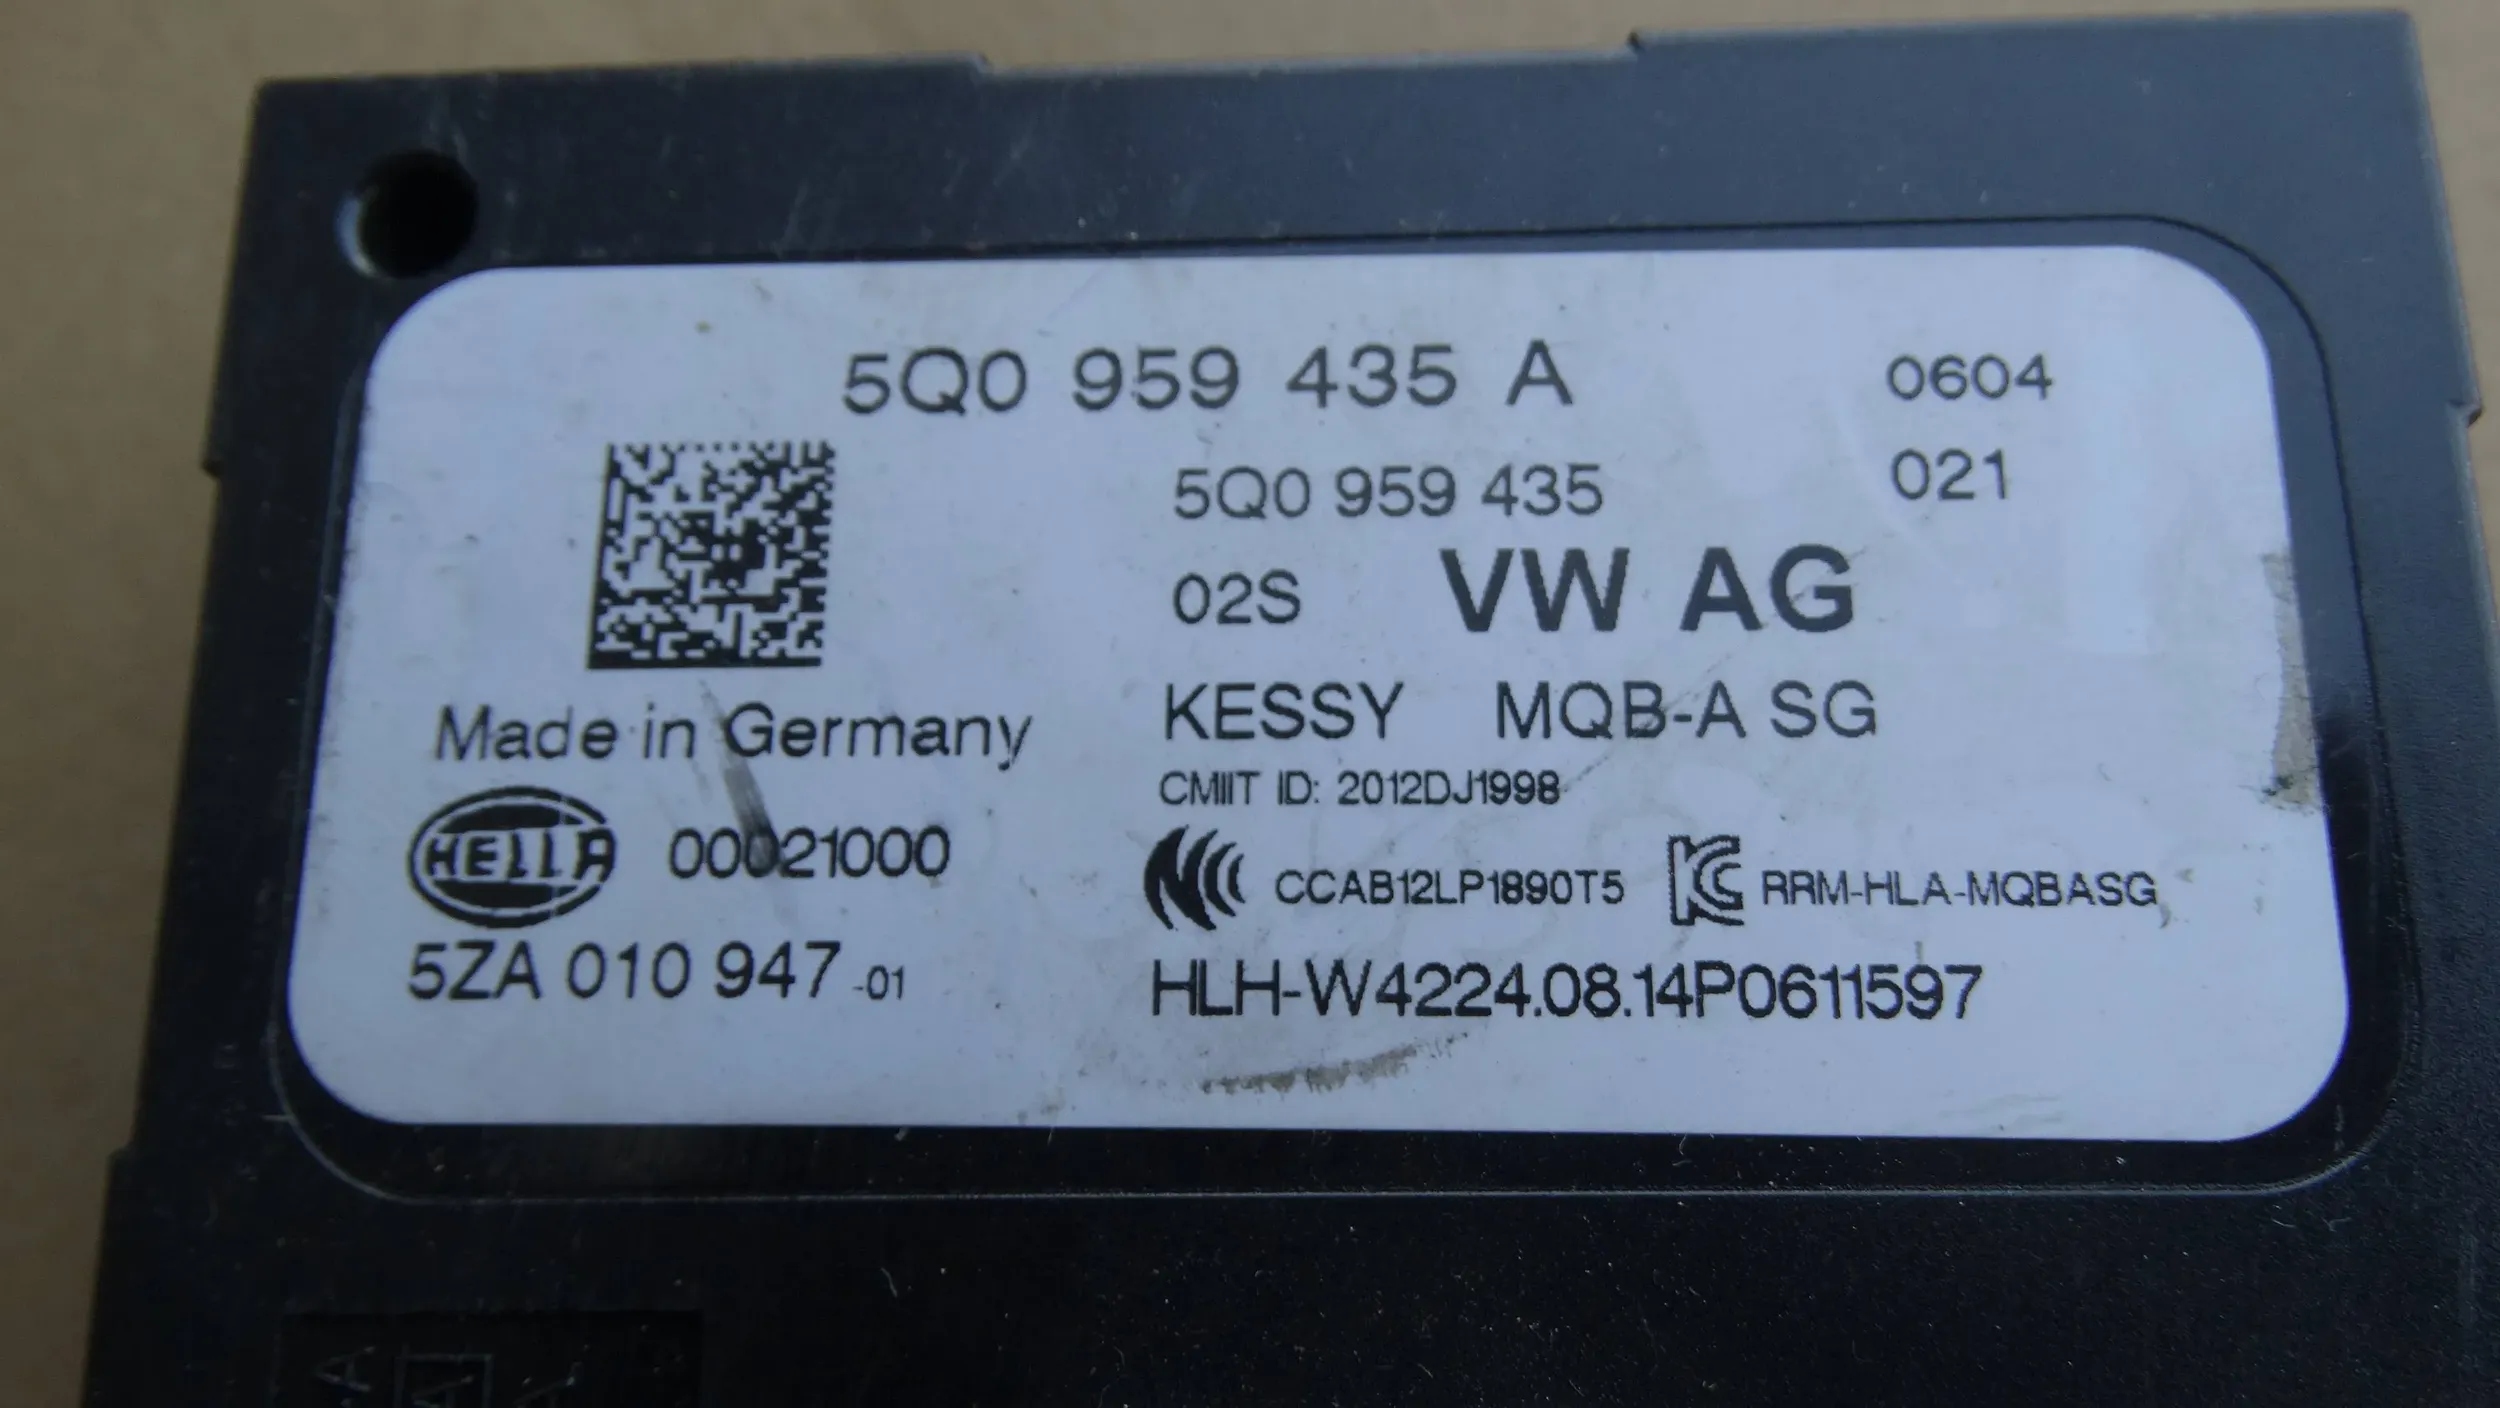 5Q0 959 435 A 0604
5Q0 959 435 021
02S VW AG
KESSY MQB-A SG
Made in Germany
CMIIT ID: 2012DJ1998
HELLA 00021000
CCAB12LP1890T5 KC RRM-HLA-MQBASG
5ZA 010 947 -01
HLH-W4224.08.14P0611597